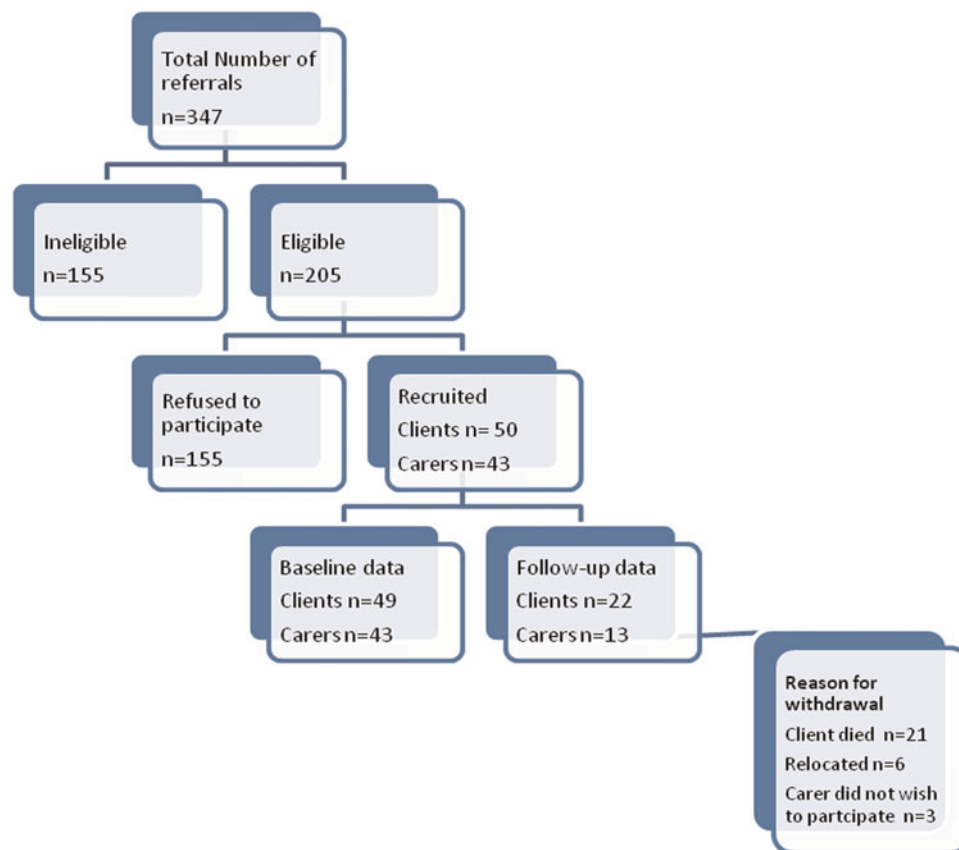 Total Number of
referrals
n=347
Ineligible
n=155
Eligible
n=205
Refused to
participate
n=155
Recruited
Clients n= 50
Carers n=43
Baseline data
Clients n=49
Carers n=43
Follow-up data
Clients n=22
Carers n=13
Reason for
withdrawal
Client died n=21
Relocated n=6
Carer did not wish
to partcipate n=3